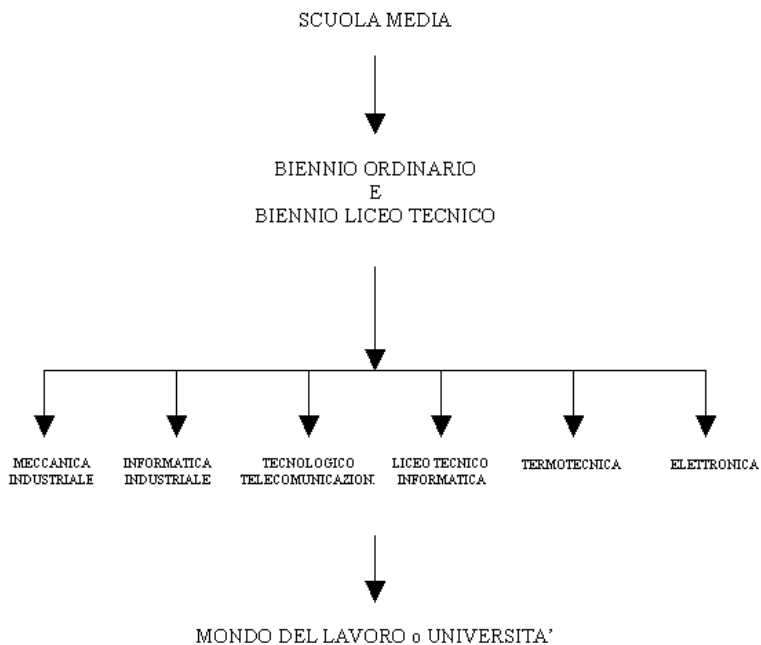 SCUOLA MEDIA
BIENNIO ORDINARIO
E
BIENNIO LICEO TECNICO
MECCANICA
INDUSTRIALE
INFORMATICA
INDUSTRIALE
TECNOLOGICO
TELECOMUNICAZION.
LICEO TECNICO
INFORMATICA
TERMOTECNICA
ELETTRONICA
MONDO DEL LAVORO o UNIVERSITA'